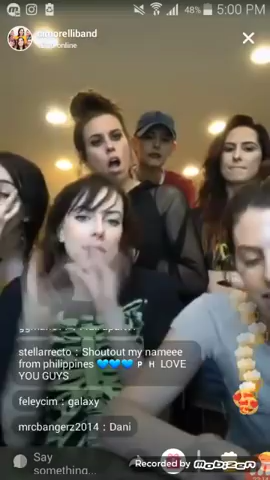 48% 5:00 PM
stellarrecto : Shoutout my nameee
from philippines 💙💙💙 P H LOVE
YOU GUYS
feleycim : galaxy
mrcbangerz2014 : Dani
Say
something...
Recorded by Mobizen